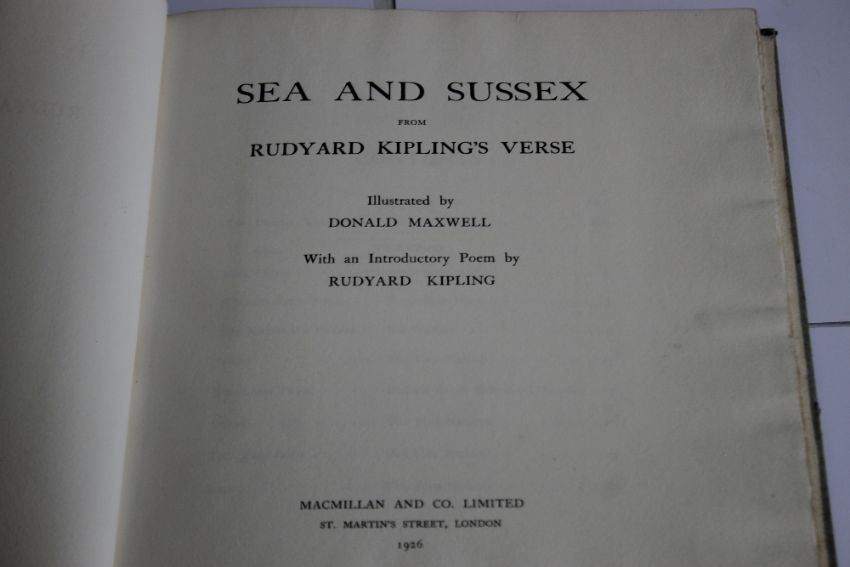 SEA AND SUSSEX
FROM
RUDYARD KIPLING'S VERSE
Illustrated by
DONALD MAXWELL
With an Introductory Poem by
RUDYARD KIPLING
MACMILLAN AND CO. LIMITED
ST. MARTIN'S STREET, LONDON
1926